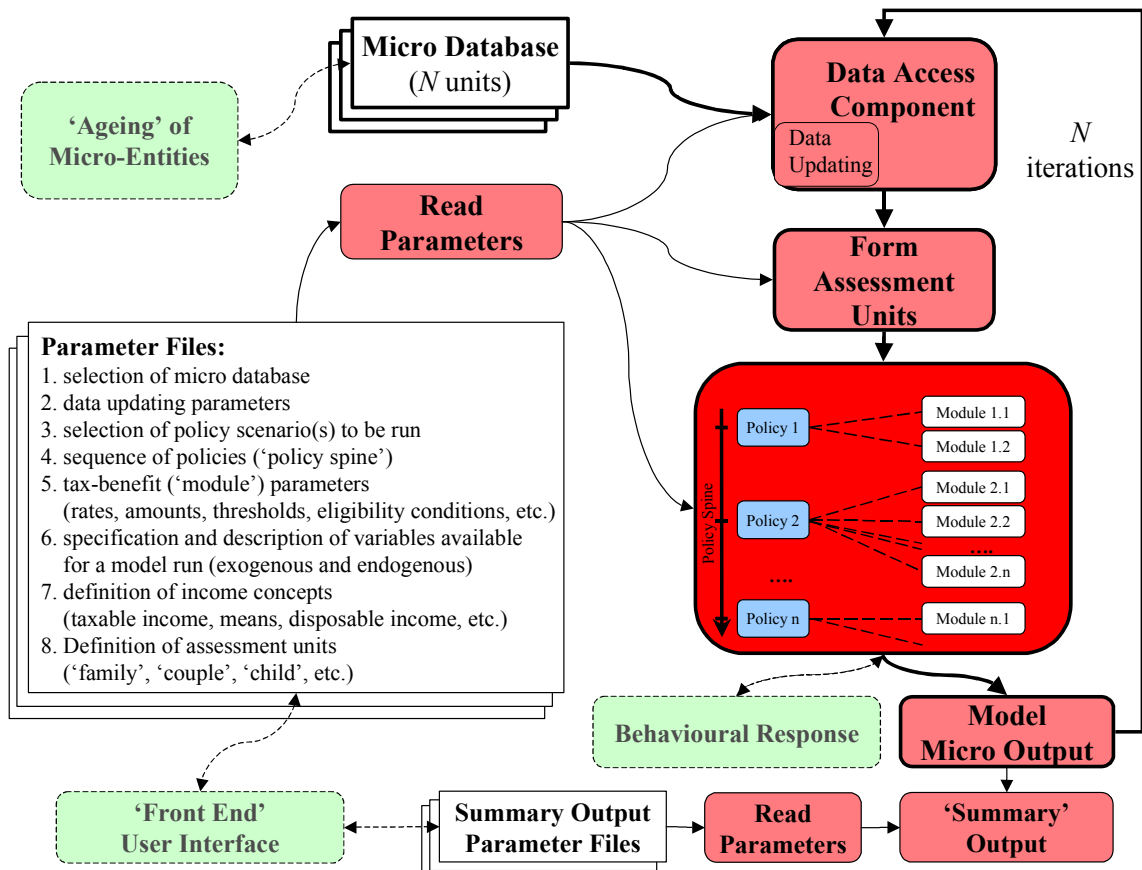 Micro Database
(N units)
Data Access
Component
Data
Updating
N
iterations
‘Ageing’ of
Micro-Entities
Read
Parameters
Form
Assessment
Units
Parameter Files:
1. selection of micro database
2. data updating parameters
3. selection of policy scenario(s) to be run
4. sequence of policies (‘policy spine’)
5. tax-benefit (‘module’) parameters
(rates, amounts, thresholds, eligibility conditions, etc.)
6. specification and description of variables available
for a model run (exogenous and endogenous)
7. definition of income concepts
(taxable income, means, disposable income, etc.)
8. Definition of assessment units
(‘family’, ‘couple’, ‘child’, etc.)
Policy Spine
Policy 1
Module 1.1
Module 1.2
Policy 2
Module 2.1
Module 2.2
....
Module 2.n
....
Policy n
Module n.1
Behavioural Response
Model
Micro Output
‘Front End’
User Interface
Summary Output
Parameter Files
Read
Parameters
‘Summary’
Output